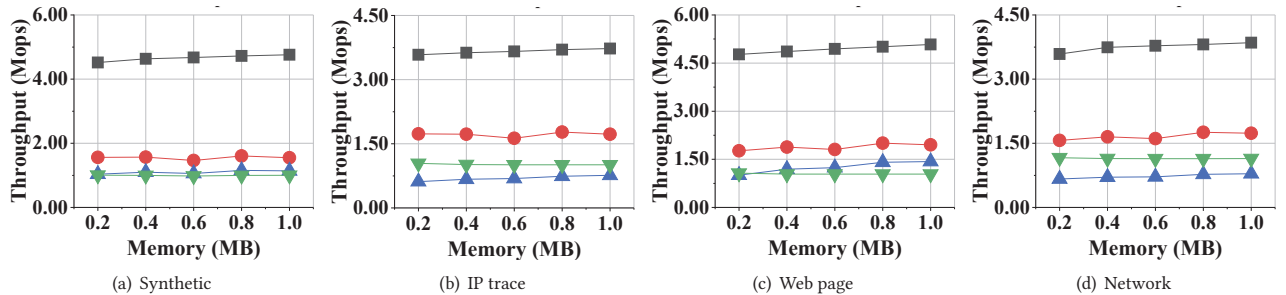 Throughput (Mops)
6.00
4.00
2.00
0.00
0.2 0.4 0.6 0.8 1.0
Memory (MB)
(a) Synthetic
Throughput (Mops)
4.50
3.00
1.50
0.00
0.2 0.4 0.6 0.8 1.0
Memory (MB)
(b) IP trace
Throughput (Mops)
6.00
4.50
3.00
1.50
0.00
0.2 0.4 0.6 0.8 1.0
Memory (MB)
(c) Web page
Throughput (Mops)
4.50
3.00
1.50
0.00
0.2 0.4 0.6 0.8 1.0
Memory (MB)
(d) Network